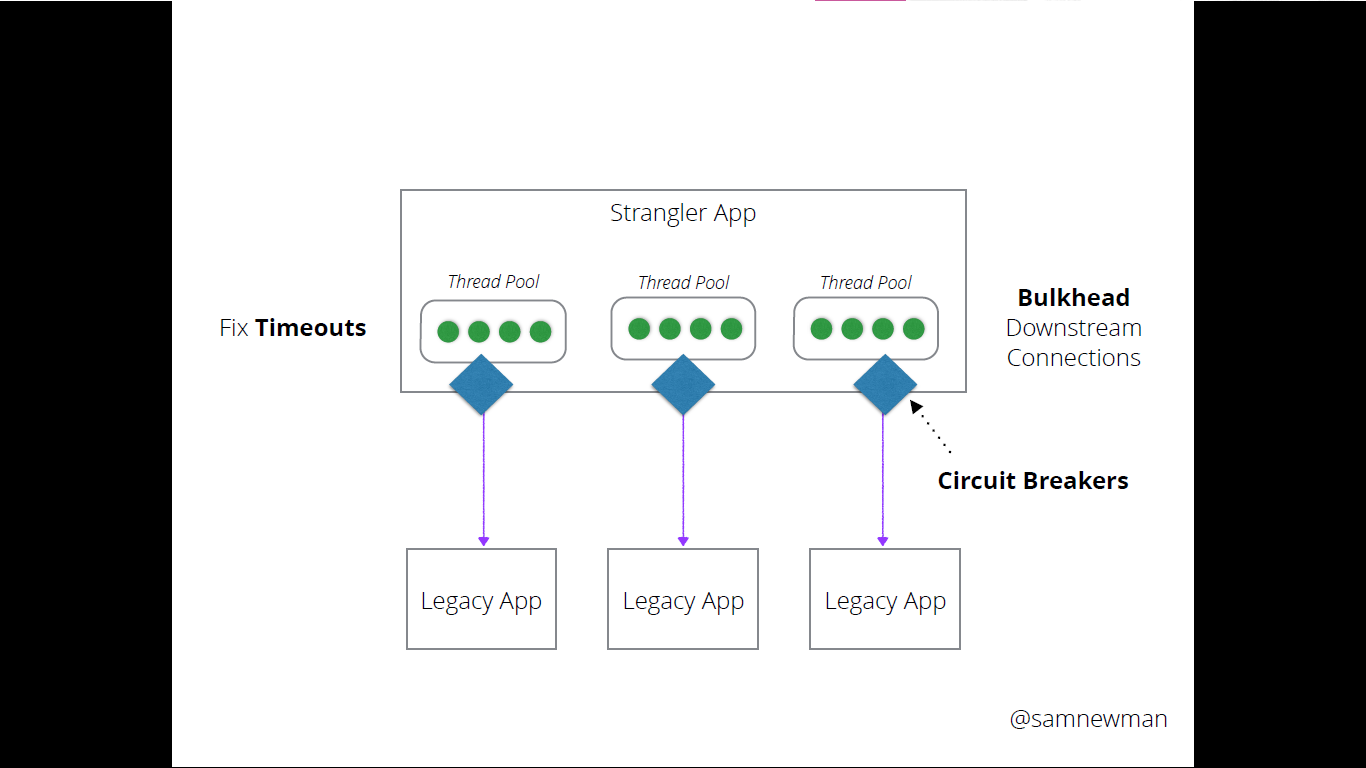 Strangler App
Thread Pool
Thread Pool
Thread Pool
Fix Timeouts
Bulkhead
Downstream
Connections
Circuit Breakers
Legacy App
Legacy App
Legacy App
@samnewman